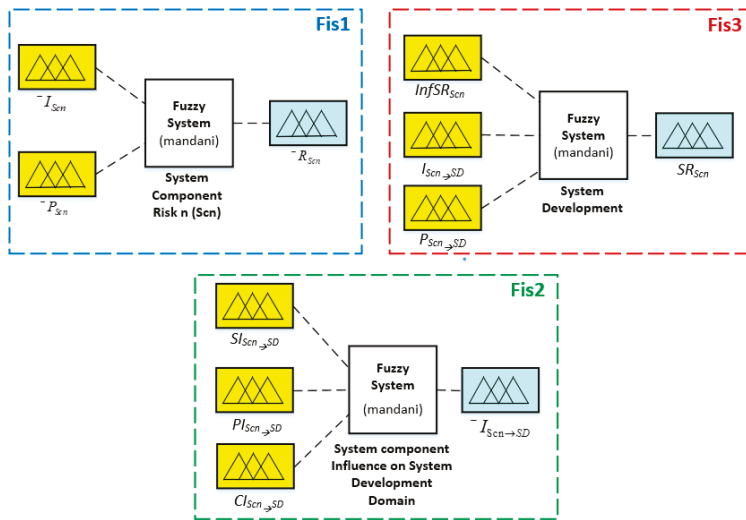 Fis1
⁻ I_Scn
Fuzzy
System
(mandani)
⁻ R_Scn
⁻ P_Scn
System
Component
Risk n (Scn)
Fis3
InfSR_Scn
Fuzzy
System
(mandani)
I_Scn→SD
SR_Scn
P_Scn→SD
System
Development
Fis2
SI_Scn→SD
Fuzzy
System
(mandani)
PI_Scn→SD
⁻ I_Scn→SD
CI_Scn→SD
System component
Influence on System
Development
Domain